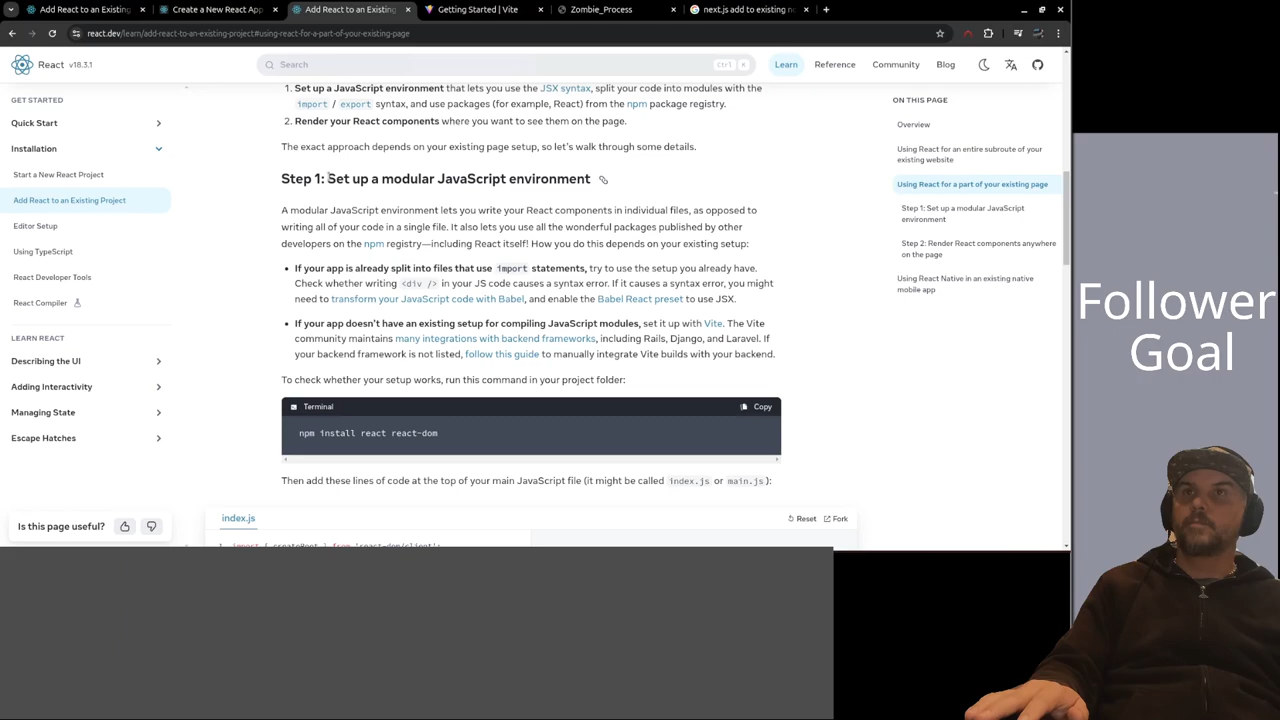 Add React to an Existing
Create a New React App
Add React to an Existing
Getting Started | Vite
Zombie_Process
next.js add to existing no
react.dev/learn/add-react-to-an-existing-project#using-react-for-a-part-of-your-existing-page
React v18.3.1
Search
Ctrl K
Learn
Reference
Community
Blog
GET STARTED
Quick Start
Installation
Start a New React Project
Add React to an Existing Project
Editor Setup
Using TypeScript
React Developer Tools
React Compiler
LEARN REACT
Describing the UI
Adding Interactivity
Managing State
Escape Hatches
Is this page useful?
1. Set up a JavaScript environment that lets you use the JSX syntax, split your code into modules with the
import / export syntax, and use packages (for example, React) from the npm package registry.
2. Render your React components where you want to see them on the page.
The exact approach depends on your existing page setup, so let's walk through some details.
Step 1: Set up a modular JavaScript environment
A modular JavaScript environment lets you write your React components in individual files, as opposed to
writing all of your code in a single file. It also lets you use all the wonderful packages published by other
developers on the npm registry—including React itself! How you do this depends on your existing setup:
• If your app is already split into files that use import statements, try to use the setup you already have.
Check whether writing <div /> in your JS code causes a syntax error. If it causes a syntax error, you might
need to transform your JavaScript code with Babel, and enable the Babel React preset to use JSX.
• If your app doesn't have an existing setup for compiling JavaScript modules, set it up with Vite. The Vite
community maintains many integrations with backend frameworks, including Rails, Django, and Laravel. If
your backend framework is not listed, follow this guide to manually integrate Vite builds with your backend.
To check whether your setup works, run this command in your project folder:
Terminal
Copy
npm install react react-dom
Then add these lines of code at the top of your main JavaScript file (it might be called index.js or main.js):
index.js
Reset
Fork
1 import { createRoot } from 'react-dom/client';
ON THIS PAGE
Overview
Using React for an entire subroute of your
existing website
Using React for a part of your existing page
Step 1: Set up a modular JavaScript
environment
Step 2: Render React components anywhere
on the page
Using React Native in an existing native
mobile app
Follower
Goal